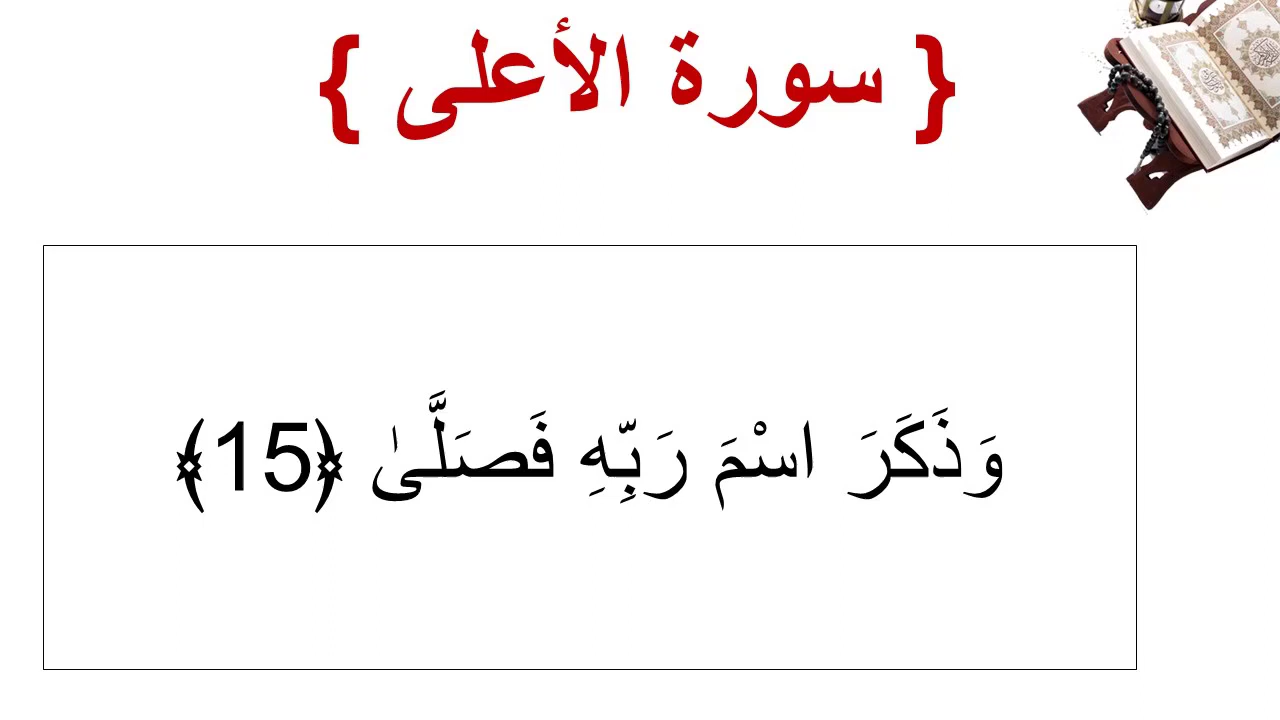 { سورة الأعلى }
وَذَكَرَ اسْمَ رَبِّهِ فَصَلَّىٰ ﴿15﴾